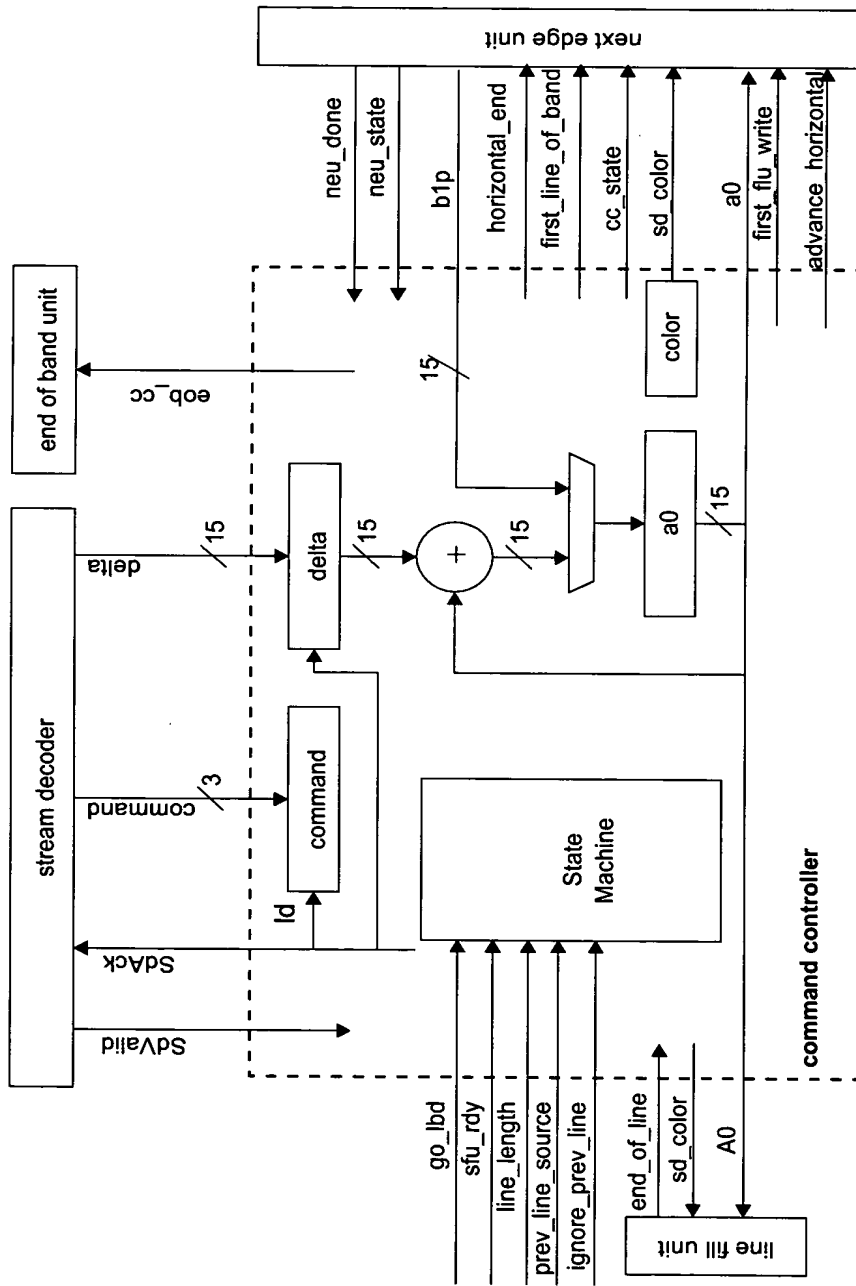 stream decoder
end of band unit
SdValid
SdAck
command
3
delta
15
eob_cc
ld
command
delta
15
+
15
15
a0
15
color
State
Machine
go_lbd
sfu_rdy
line_length
prev_line_source
ignore_prev_line
end_of_line
sd_color
A0
line fill unit
command controller
neu_done
neu_state
b1p
horizontal_end
first_line_of_band
cc_state
sd_color
a0
first_flu_write
advance_horizontal
next edge unit